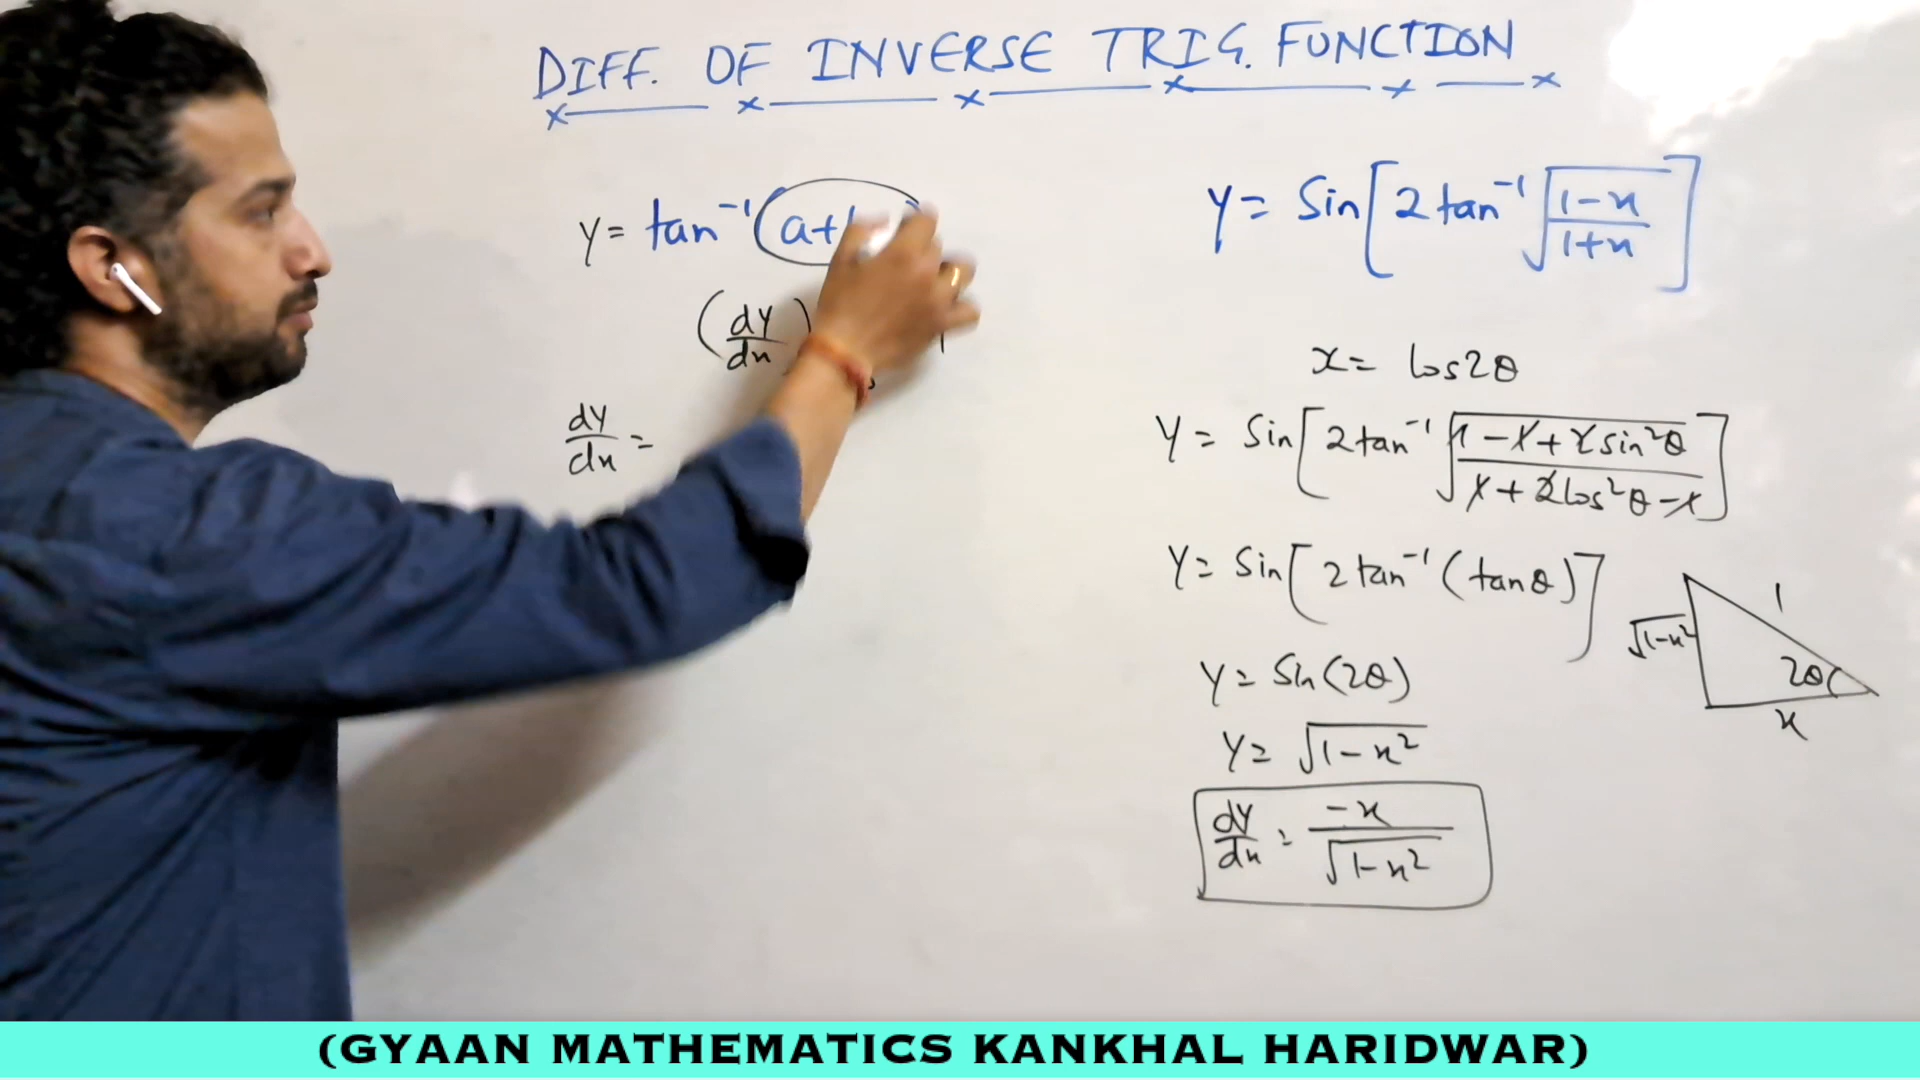 DIFF. OF INVERSE TRIG. FUNCTION
y = tan⁻¹(a+
(dy/dx)
dy/dx =
y = Sin[2 tan⁻¹ √((1-x)/(1+x))]
x = cos2θ
y = Sin[2 tan⁻¹ √((1-1+2sin²θ)/(1+2cos²θ-1))]
y = Sin[2 tan⁻¹(tanθ)]
√1-x²
1
2θ
x
y = Sin(2θ)
y = √1-x²
dy/dx = -x/√1-x²
(GYAAN MATHEMATICS KANKHAL HARIDWAR)